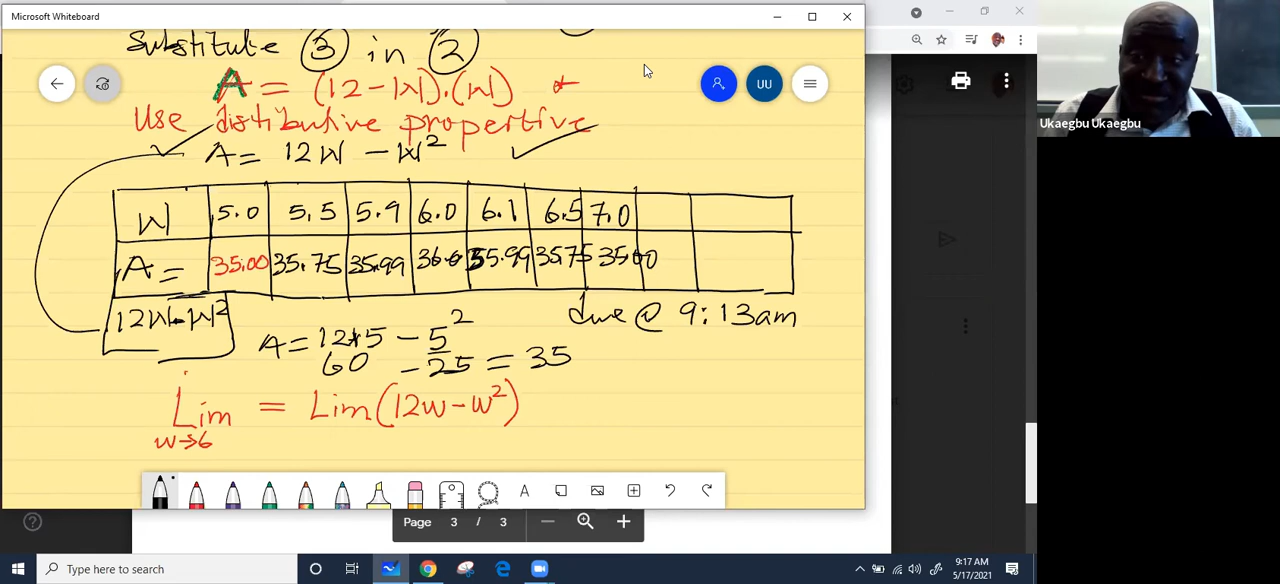 Microsoft Whiteboard
Substitute 3 in 2
A = (12-W).(W) *
Use distibutive propertive
A = 12W - W²
UU
Ukaegbu Ukaegbu
W 5.0 5.5 5.9 6.0 6.1 6.5 7.0
A = 35.00 35.75 35.99 36.0 35.99 35.75 35.00
12W-W²
due @ 9:13am
A = 12*5 - 5²
60 - 25 = 35
Lim = Lim(12w-w²)
w→6
A
Page 3 / 3
Type here to search
9:17 AM
5/17/2021